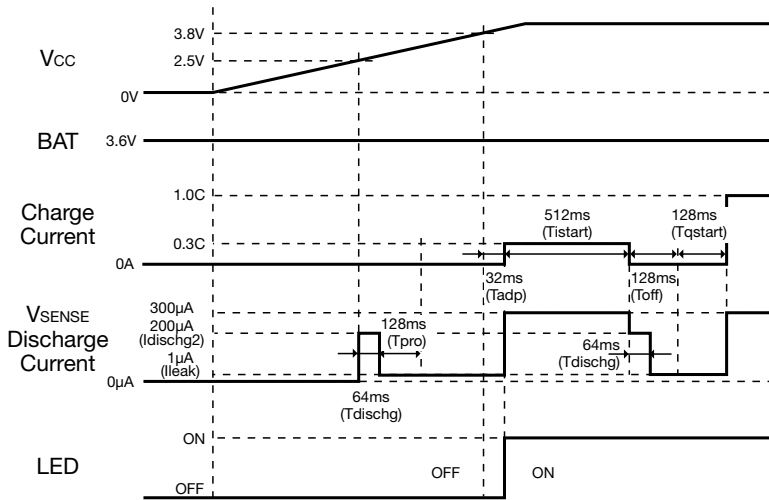 3.8V
VCC
2.5V
0V
BAT
3.6V
1.0C
Charge
Current
512ms
(Tistart)
128ms
(Tqstart)
0.3C
0A
32ms
(Tadp)
128ms
(Toff)
VSENSE
Discharge
Current
300μA
200μA
(Idischg2)
128ms
(Tpro)
1μA
(Ileak)
64ms
(Tdischg)
0μA
64ms
(Tdischg)
ON
LED
OFF
OFF
ON